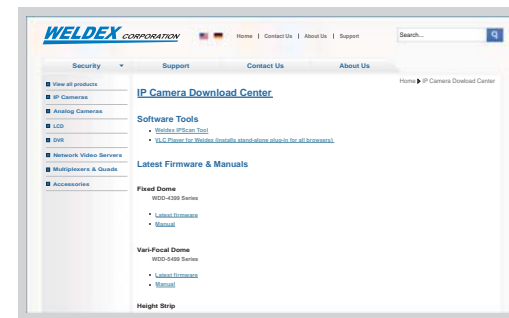 WELDEX CORPORATION
Home | Contact Us | About Us | Support
Search...
Security Support Contact Us About Us
Home IP Camera Dowload Center
View all products
IP Cameras
Analog Cameras
LCD
DVR
Network Video Servers
Multiplexers & Quads
Accessories
IP Camera Download Center
Software Tools
Weldex IPScan Tool
VLC Player for Weldex (installs stand-alone plug-in for all browsers)
Latest Firmware & Manuals
Fixed Dome
WDD-4399 Series
Latest firmware
Manual
Vari-Focal Dome
WDD-5499 Series
Latest firmware
Manual
Height Strip